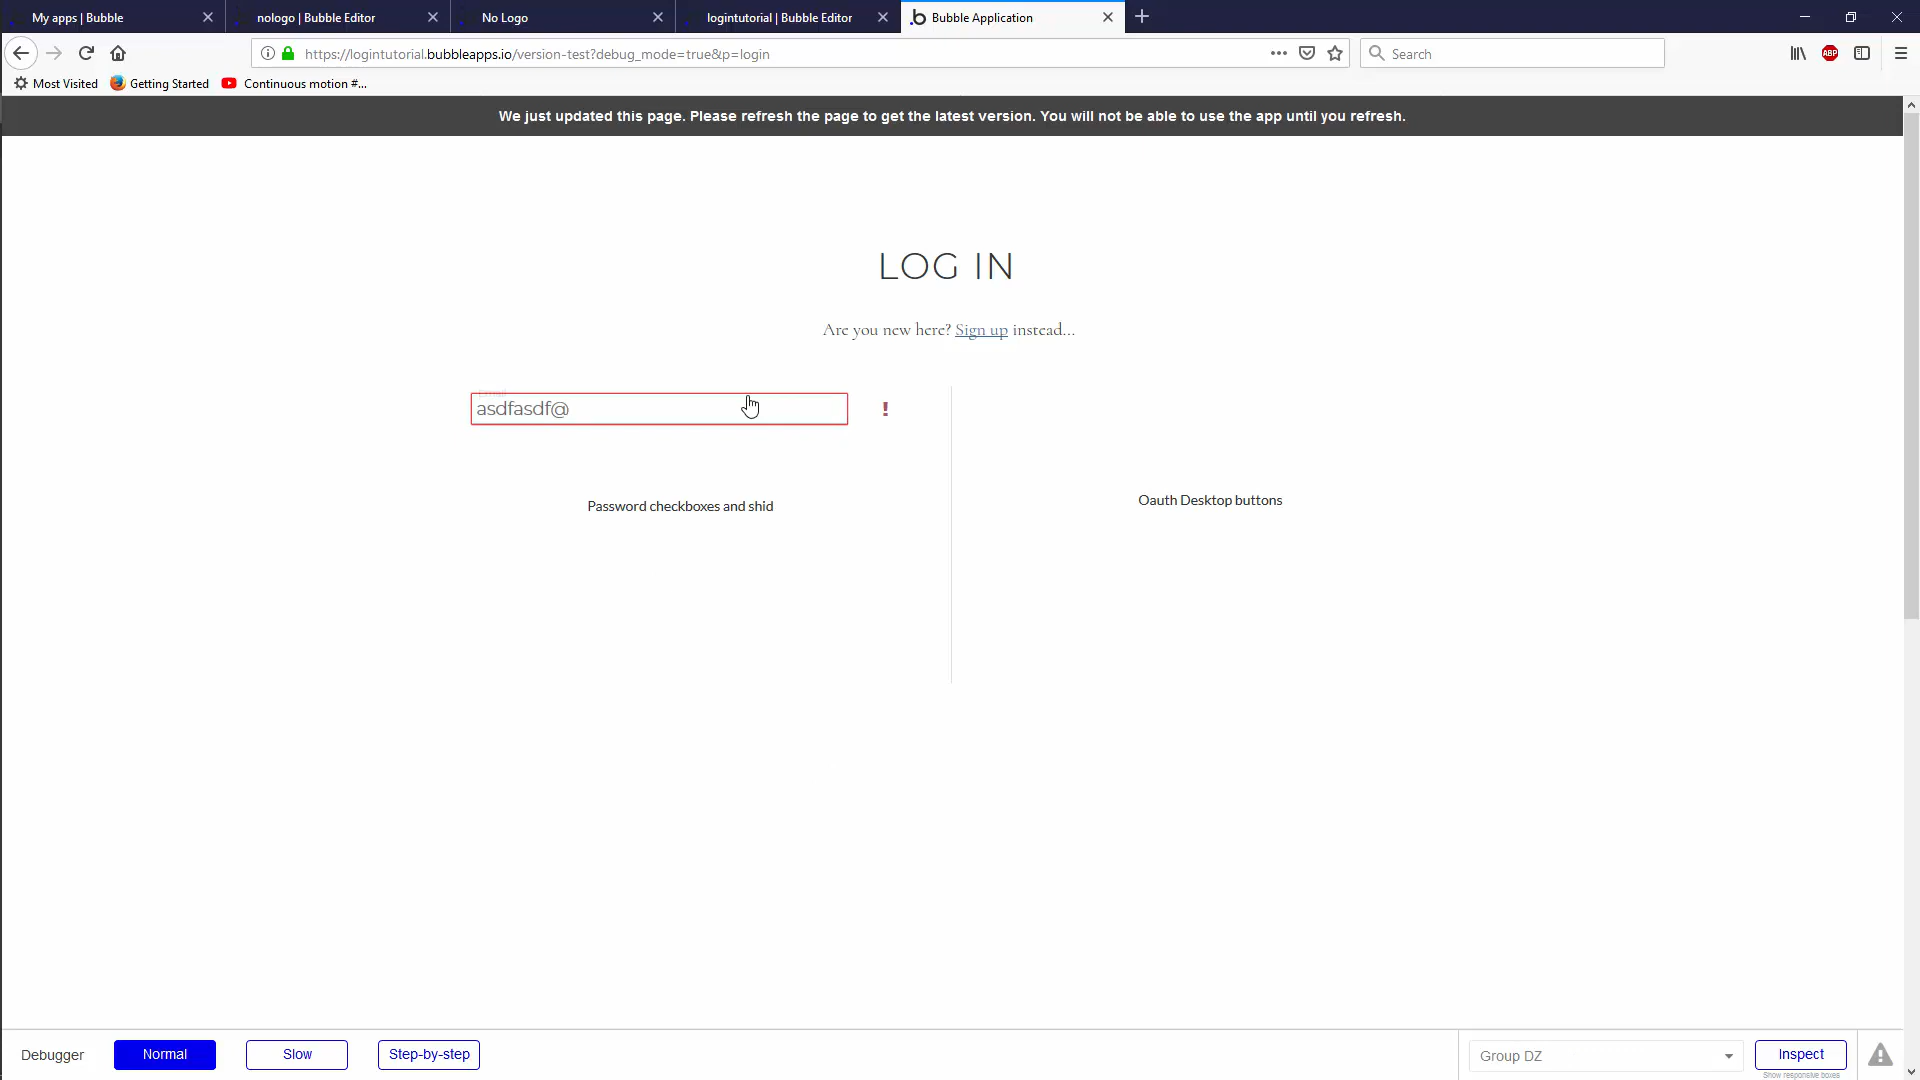 My apps | Bubble
nologo | Bubble Editor
No Logo
logintutorial | Bubble Editor
Bubble Application
https://logintutorial.bubbleapps.io/version-test?debug_mode=true&p=login
Search
ABP
Most Visited
Getting Started
Continuous motion #...
We just updated this page. Please refresh the page to get the latest version. You will not be able to use the app until you refresh.
LOG IN
Are you new here? Sign up instead...
asdfasdf@
!
Password checkboxes and shid
Oauth Desktop buttons
Debugger
Normal
Slow
Step-by-step
Group DZ
Inspect
Show responsive boxes